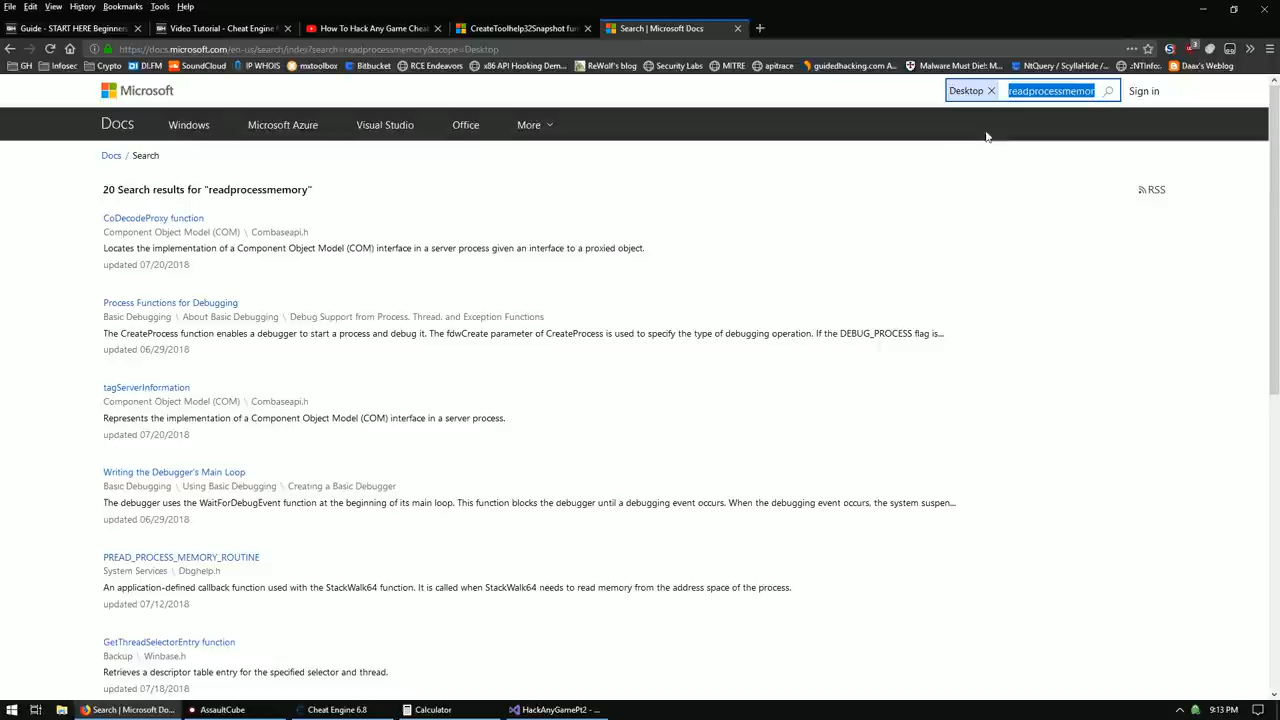 File Edit View History Bookmarks Tools Help
Guide - START HERE Beginners
Video Tutorial - Cheat Engine
How To Hack Any Game Cheat
CreateToolhelp32Snapshot fun
Search | Microsoft Docs
https://docs.microsoft.com/en-us/search/index?search=readprocessmemory&scope=Desktop
GH Infosec Crypto DLFM SoundCloud IP WHOIS mxtoolbox Bitbucket RCE Endeavors x86 API Hooking Dem... ReWolf's blog Security Labs MITRE apitrace guidedhacking.com A... Malware Must Die!: M... NtQuery / ScyllaHide /... ::NTInfo:. Daax's Weblog
Microsoft
Desktop
readprocessmemor
Sign in
Docs Windows Microsoft Azure Visual Studio Office More
Docs / Search
20 Search results for "readprocessmemory"
RSS
CoDecodeProxy function
Component Object Model (COM) \ Combaseapi.h
Locates the implementation of a Component Object Model (COM) interface in a server process given an interface to a proxied object.
updated 07/20/2018
Process Functions for Debugging
Basic Debugging \ About Basic Debugging \ Debug Support from Process, Thread, and Exception Functions
The CreateProcess function enables a debugger to start a process and debug it. The fdwCreate parameter of CreateProcess is used to specify the type of debugging operation. If the DEBUG_PROCESS flag is...
updated 06/29/2018
tagServerInformation
Component Object Model (COM) \ Combaseapi.h
Represents the implementation of a Component Object Model (COM) interface in a server process.
updated 07/20/2018
Writing the Debugger's Main Loop
Basic Debugging \ Using Basic Debugging \ Creating a Basic Debugger
The debugger uses the WaitForDebugEvent function at the beginning of its main loop. This function blocks the debugger until a debugging event occurs. When the debugging event occurs, the system suspen...
updated 06/29/2018
PREAD_PROCESS_MEMORY_ROUTINE
System Services \ Dbghelp.h
An application-defined callback function used with the StackWalk64 function. It is called when StackWalk64 needs to read memory from the address space of the process.
updated 07/12/2018
GetThreadSelectorEntry function
Backup \ Winbase.h
Retrieves a descriptor table entry for the specified selector and thread.
updated 07/18/2018
Search | Microsoft Do... AssaultCube Cheat Engine 6.8 Calculator HackAnyGamePt2 - ... 9:13 PM